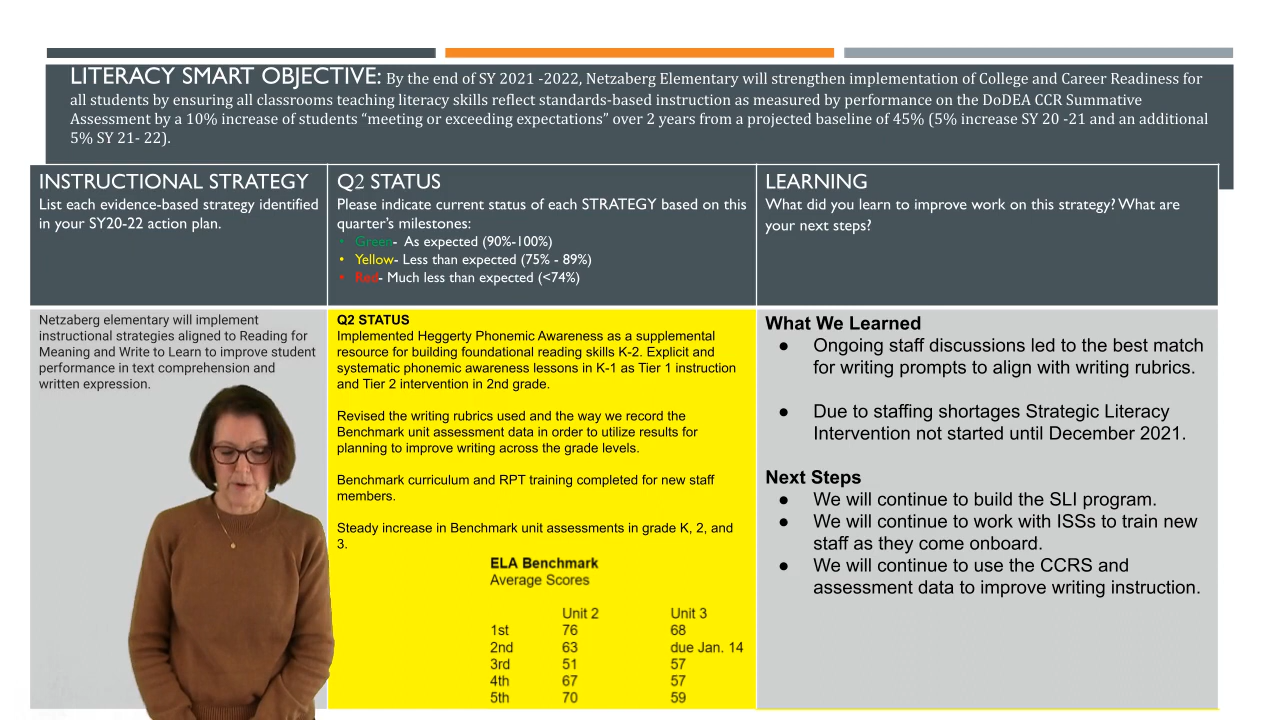 LITERACY SMART OBJECTIVE: By the end of SY 2021 -2022, Netzaberg Elementary will strengthen implementation of College and Career Readiness for
all students by ensuring all classrooms teaching literacy skills reflect standards-based instruction as measured by performance on the DoDEA CCR Summative
Assessment by a 10% increase of students “meeting or exceeding expectations” over 2 years from a projected baseline of 45% (5% increase SY 20 -21 and an additional
5% SY 21- 22).
INSTRUCTIONAL STRATEGY
List each evidence-based strategy identified
in your SY20-22 action plan.
Q2 STATUS
Please indicate current status of each STRATEGY based on this
quarter's milestones:
• Green- As expected (90%-100%)
• Yellow- Less than expected (75% - 89%)
• Red- Much less than expected (<74%)
LEARNING
What did you learn to improve work on this strategy? What are
your next steps?
Netzaberg elementary will implement
instructional strategies aligned to Reading for
Meaning and Write to Learn to improve student
performance in text comprehension and
written expression.
Q2 STATUS
Implemented Heggerty Phonemic Awareness as a supplemental
resource for building foundational reading skills K-2. Explicit and
systematic phonemic awareness lessons in K-1 as Tier 1 instruction
and Tier 2 intervention in 2nd grade.
Revised the writing rubrics used and the way we record the
Benchmark unit assessment data in order to utilize results for
planning to improve writing across the grade levels.
Benchmark curriculum and RPT training completed for new staff
members.
Steady increase in Benchmark unit assessments in grade K, 2, and
3.
ELA Benchmark
Average Scores
Unit 2 Unit 3
1st 76 68
2nd 63 due Jan. 14
3rd 51 57
4th 67 57
5th 70 59
What We Learned
● Ongoing staff discussions led to the best match
for writing prompts to align with writing rubrics.
● Due to staffing shortages Strategic Literacy
Intervention not started until December 2021.
Next Steps
● We will continue to build the SLI program.
● We will continue to work with ISSs to train new
staff as they come onboard.
● We will continue to use the CCRS and
assessment data to improve writing instruction.